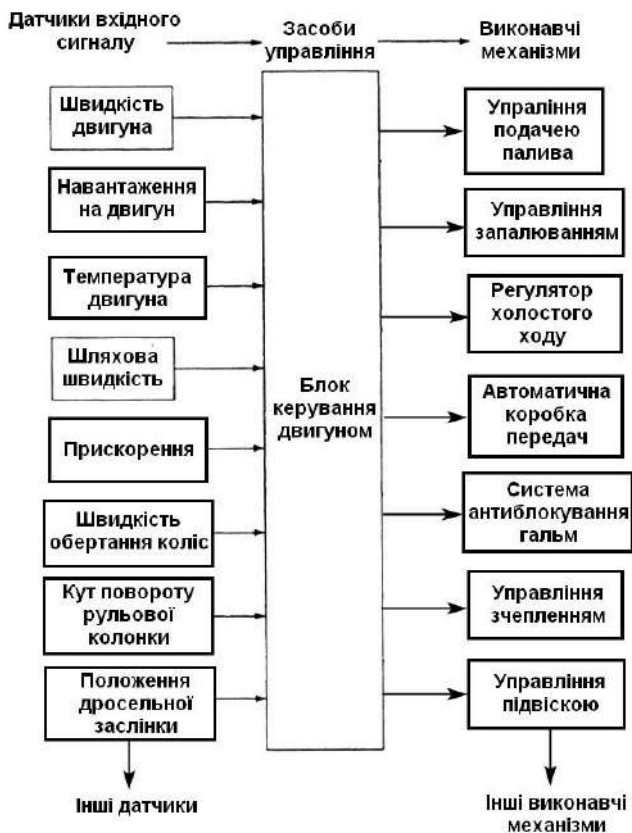 Датчики вхідного
сигналу
Засоби
управління
Виконавчі
механізми
Швидкість
двигуна
Навантаження
на двигун
Температура
двигуна
Шляхова
швидкість
Прискорення
Швидкість
обертання коліс
Кут повороту
рульової
колонки
Положення
дросельної
заслінки
Інші датчики
Блок
керування
двигуном
Упраління
подачею
палива
Управління
запалюванням
Регулятор
холостого
ходу
Автоматична
коробка
передач
Система
антиблокування
гальм
Управління
зчепленням
Управління
підвіскою
Інші виконавчі
механізми